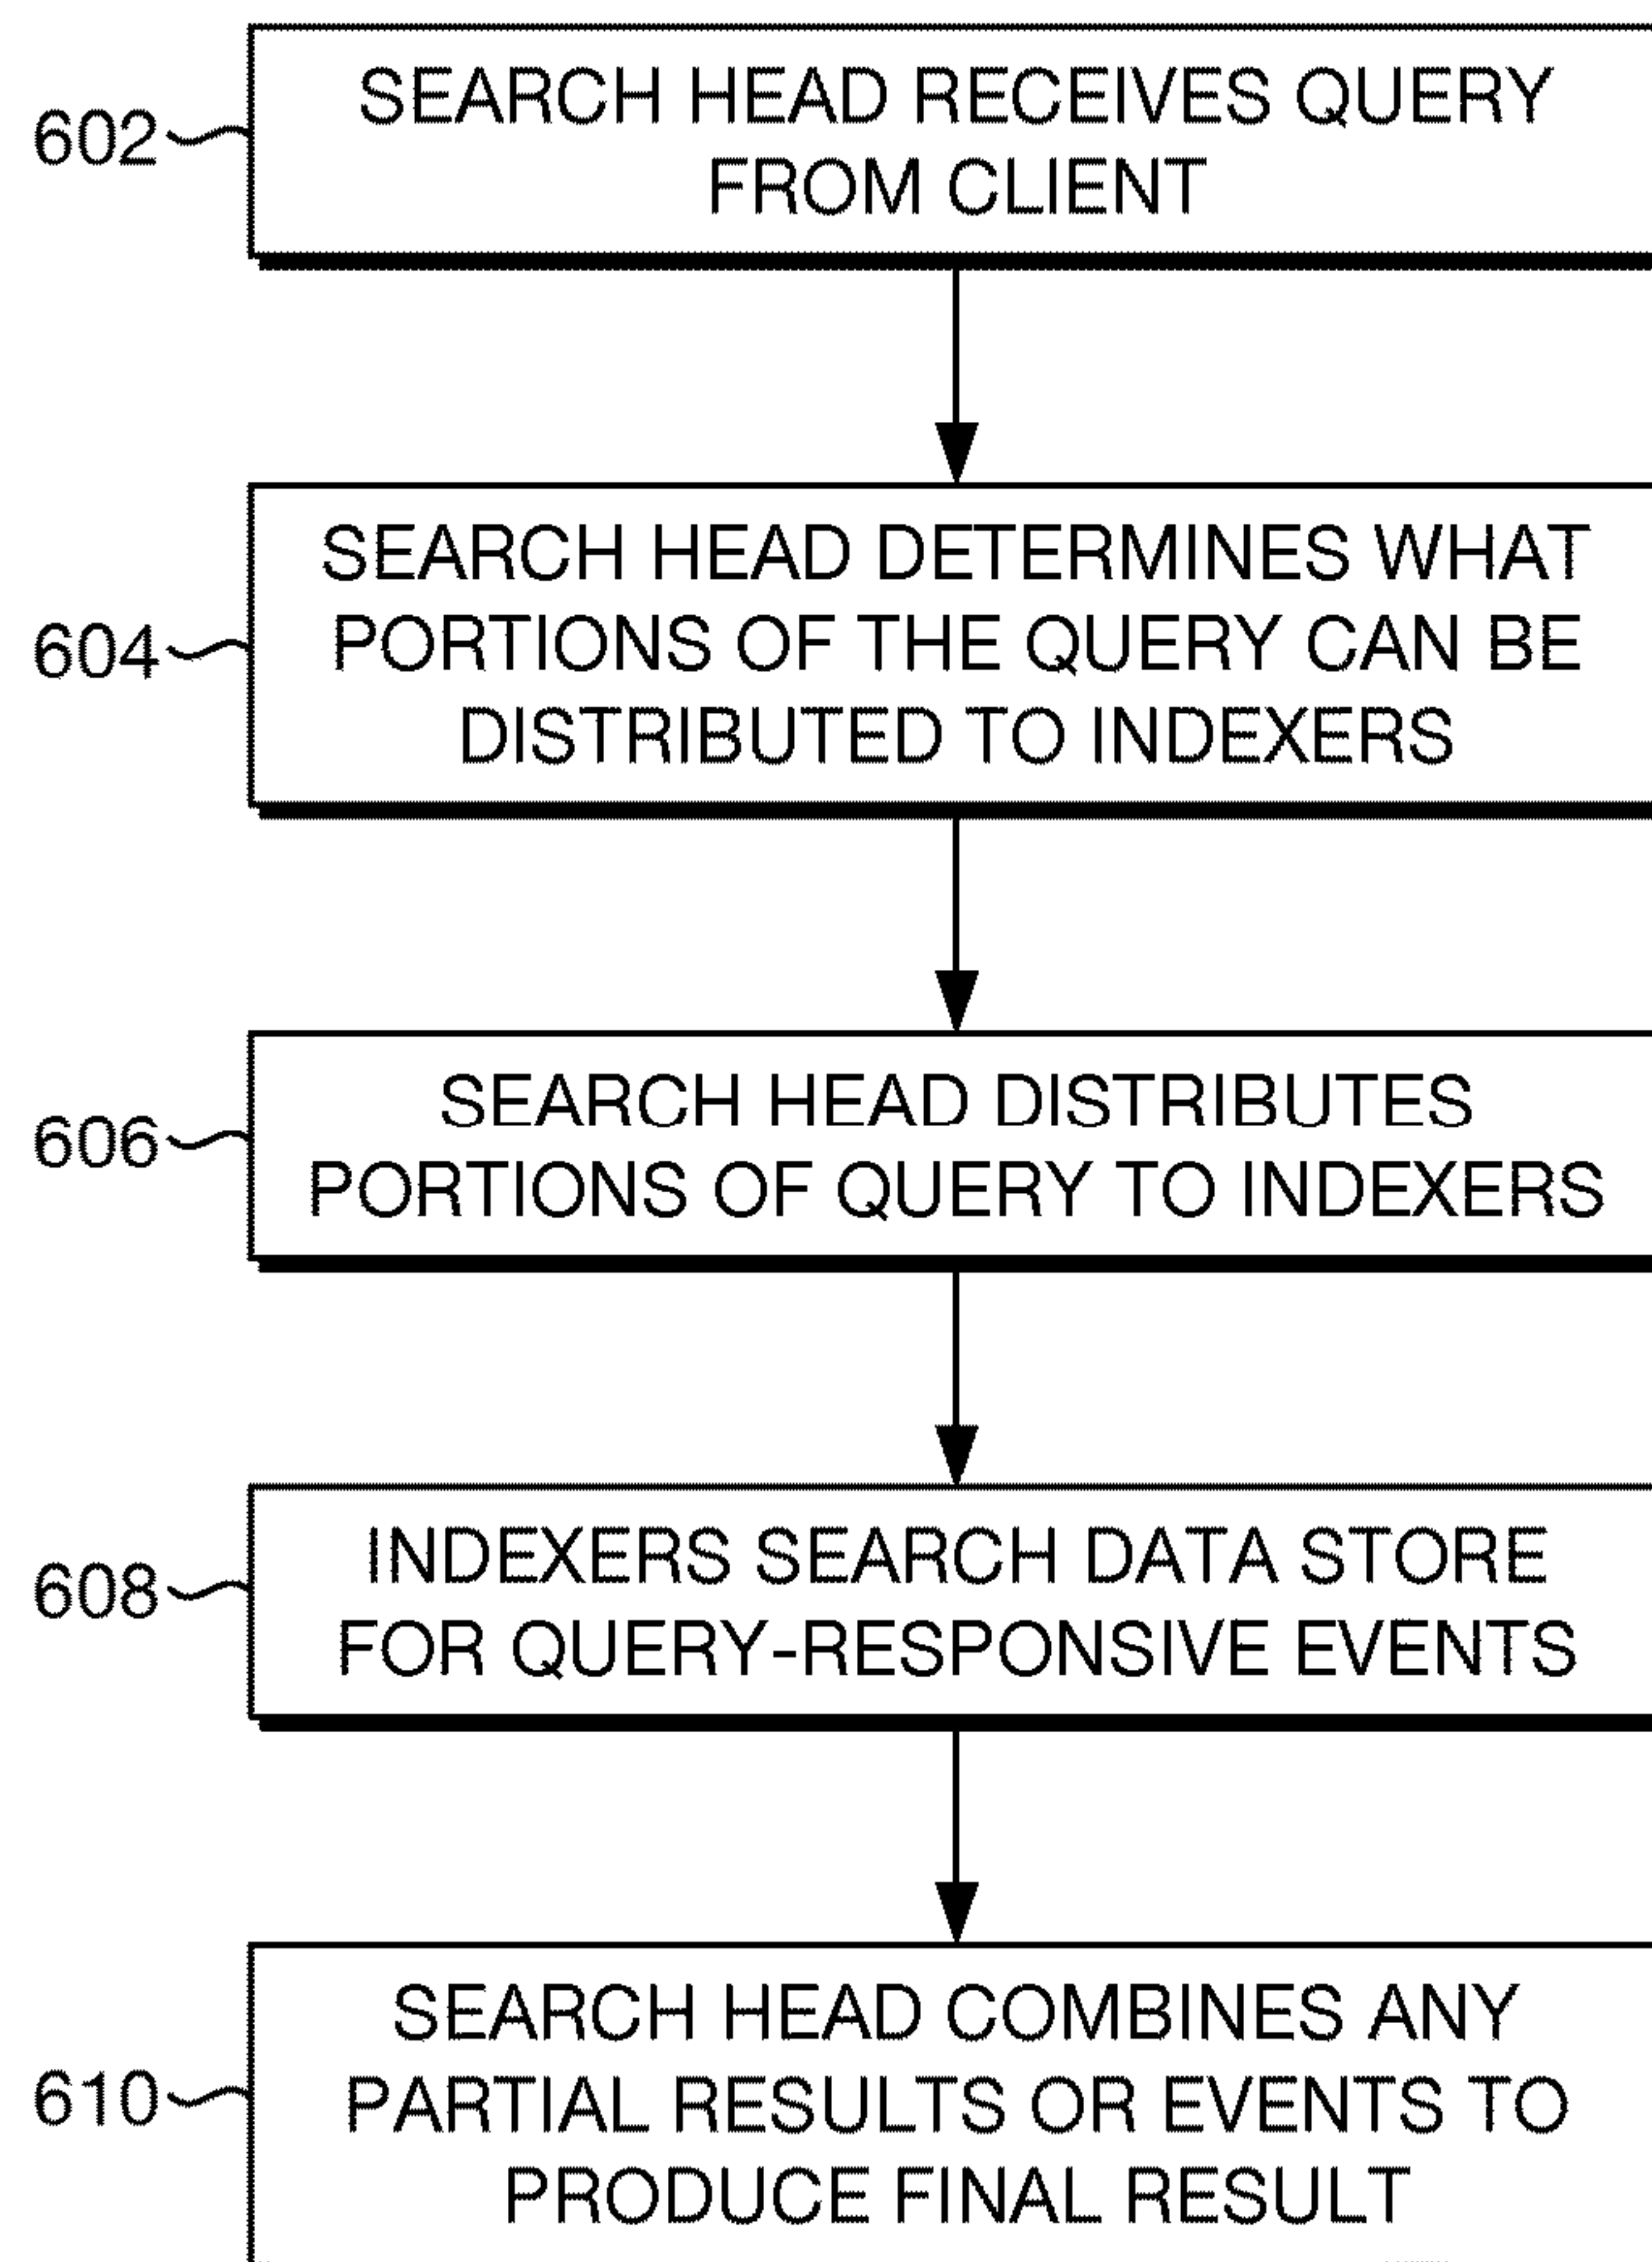 602
SEARCH HEAD RECEIVES QUERY
FROM CLIENT
604
SEARCH HEAD DETERMINES WHAT
PORTIONS OF THE QUERY CAN BE
DISTRIBUTED TO INDEXERS
606
SEARCH HEAD DISTRIBUTES
PORTIONS OF QUERY TO INDEXERS
608
INDEXERS SEARCH DATA STORE
FOR QUERY-RESPONSIVE EVENTS
610
SEARCH HEAD COMBINES ANY
PARTIAL RESULTS OR EVENTS TO
PRODUCE FINAL RESULT